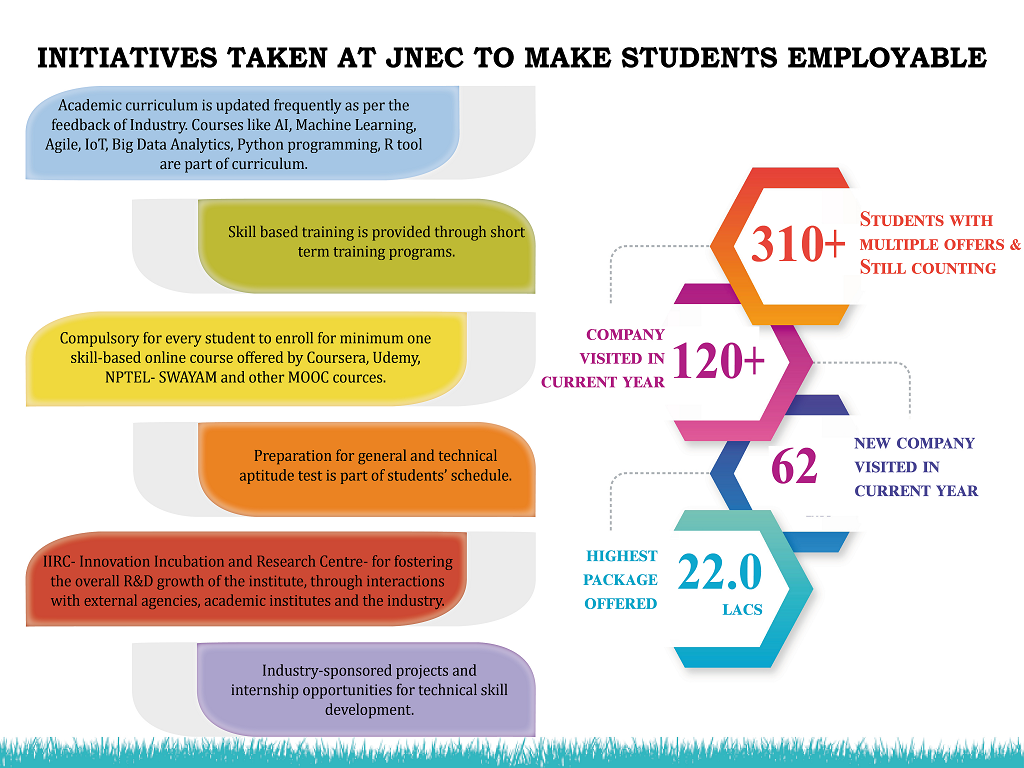 INITIATIVES TAKEN AT JNEC TO MAKE STUDENTS EMPLOYABLE
Academic curriculum is updated frequently as per the
feedback of Industry. Courses like AI, Machine Learning,
Agile, IoT, Big Data Analytics, Python programming, R tool
are part of curriculum.
Skill based training is provided through short
term training programs.
Compulsory for every student to enroll for minimum one
skill-based online course offered by Coursera, Udemy,
NPTEL- SWAYAM and other MOOC cources.
Preparation for general and technical
aptitude test is part of students’ schedule.
IIRC- Innovation Incubation and Research Centre- for fostering
the overall R&D growth of the institute, through interactions
with external agencies, academic institutes and the industry.
Industry-sponsored projects and
internship opportunities for technical skill
development.
310+
STUDENTS WITH
MULTIPLE OFFERS &
STILL COUNTING
COMPANY
VISITED IN
CURRENT YEAR
120+
62
NEW COMPANY
VISITED IN
CURRENT YEAR
HIGHEST
PACKAGE
OFFERED
22.0
LACS